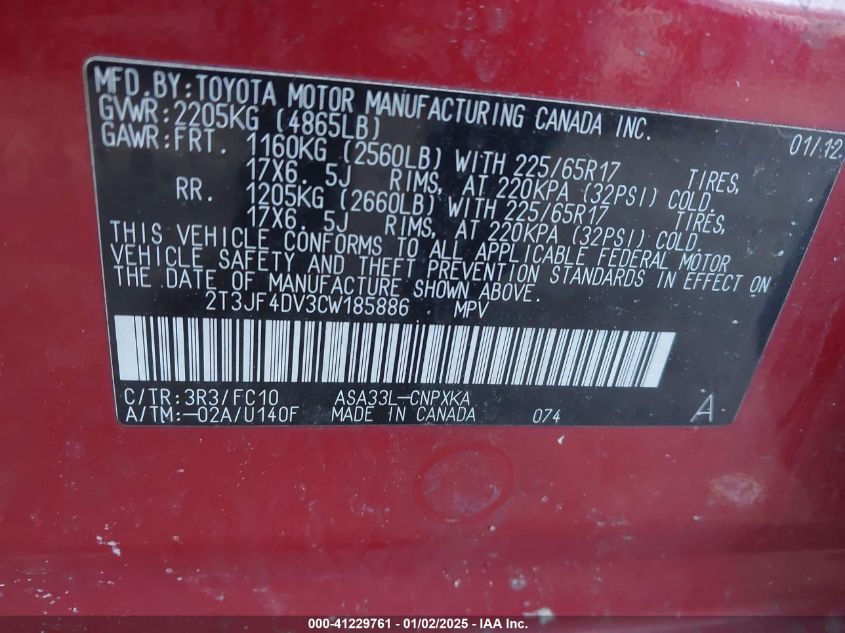 MFD.BY:TOYOTA MOTOR MANUFACTURING CANADA INC.
GVWR:2205KG (4865LB) 01/12
GAWR:FRT. 1160KG (2560LB) WITH 225/65R17 TIRES,
17X6. 5J RIMS, AT 220KPA (32PSI) COLD.
RR. 1205KG (2660LB) WITH 225/65R17 TIRES,
17X6. 5J RIMS, AT 220KPA (32PSI) COLD.
THIS VEHICLE CONFORMS TO ALL APPLICABLE FEDERAL MOTOR
VEHICLE SAFETY AND THEFT PREVENTION STANDARDS IN EFFECT ON
THE DATE OF MANUFACTURE SHOWN ABOVE.
2T3JF4DV3CW185886 MPV
C/TR:3R3/FC10 ASA33L-CNPXKA
A/TM:-02A/U140F MADE IN CANADA 074 A
000-41229761 - 01/02/2025 - IAA Inc.